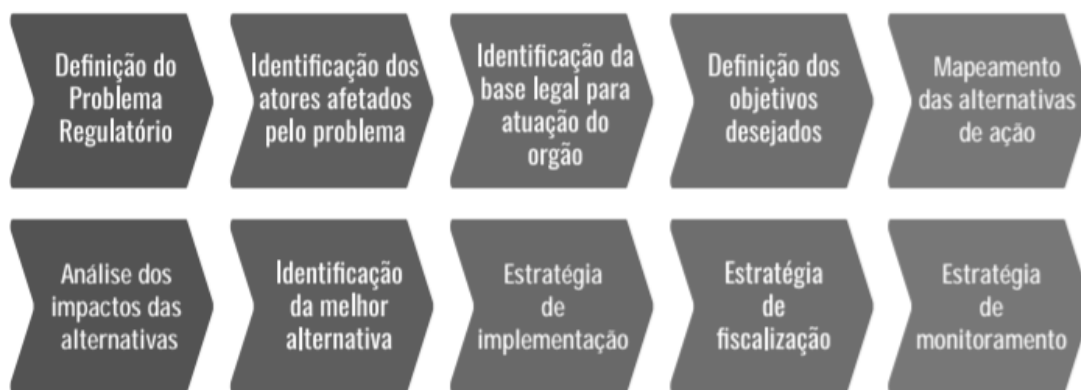 Definição do
Problema
Regulatório
Identificação dos
atores afetados
pelo problema
Identificação da
base legal para
atuação do
orgão
Definição dos
objetivos
desejados
Mapeamento
das alternativas
de ação
Análise dos
impactos das
alternativas
Identificação
da melhor
alternativa
Estratégia
de
implementação
Estratégia
de
fiscalização
Estratégia
de
monitoramento